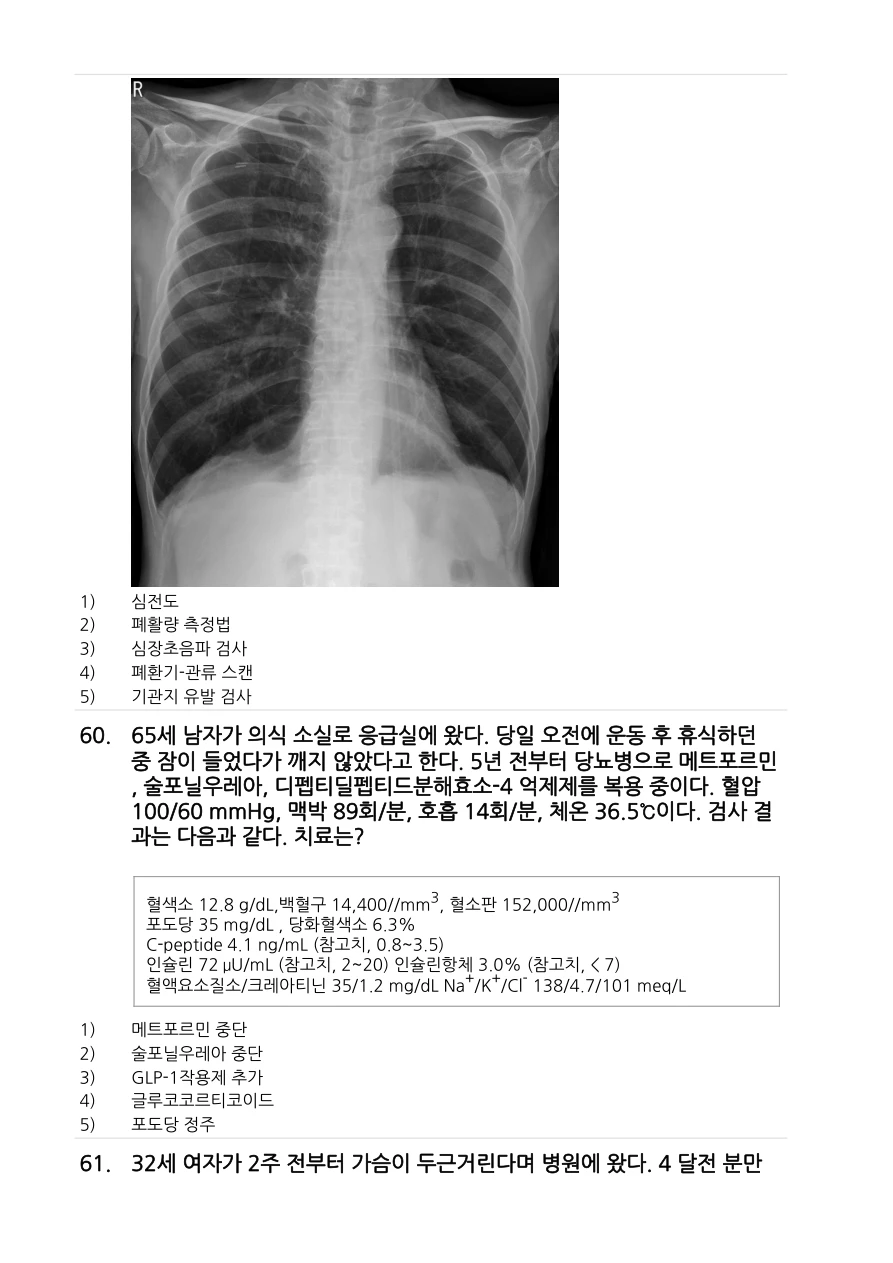 R
1) 심전도
2) 폐활량 측정법
3) 심장초음파 검사
4) 폐환기-관류 스캔
5) 기관지 유발 검사
60. 65세 남자가 의식 소실로 응급실에 왔다. 당일 오전에 운동 후 휴식하던
중 잠이 들었다가 깨지 않았다고 한다. 5년 전부터 당뇨병으로 메트포르민
, 술포닐우레아, 디펩티딜펩티드분해효소-4 억제제를 복용 중이다. 혈압
100/60 mmHg, 맥박 89회/분, 호흡 14회/분, 체온 36.5℃이다. 검사 결
과는 다음과 같다. 치료는?
혈색소 12.8 g/dL,백혈구 14,400//mm³, 혈소판 152,000//mm³
포도당 35 mg/dL , 당화혈색소 6.3%
C-peptide 4.1 ng/mL (참고치, 0.8~3.5)
인슐린 72 μU/mL (참고치, 2~20) 인슐린항체 3.0% (참고치, < 7)
혈액요소질소/크레아티닌 35/1.2 mg/dL Na⁺/K⁺/Cl⁻ 138/4.7/101 meq/L
1) 메트포르민 중단
2) 술포닐우레아 중단
3) GLP-1작용제 추가
4) 글루코코르티코이드
5) 포도당 정주
61. 32세 여자가 2주 전부터 가슴이 두근거린다며 병원에 왔다. 4 달전 분만